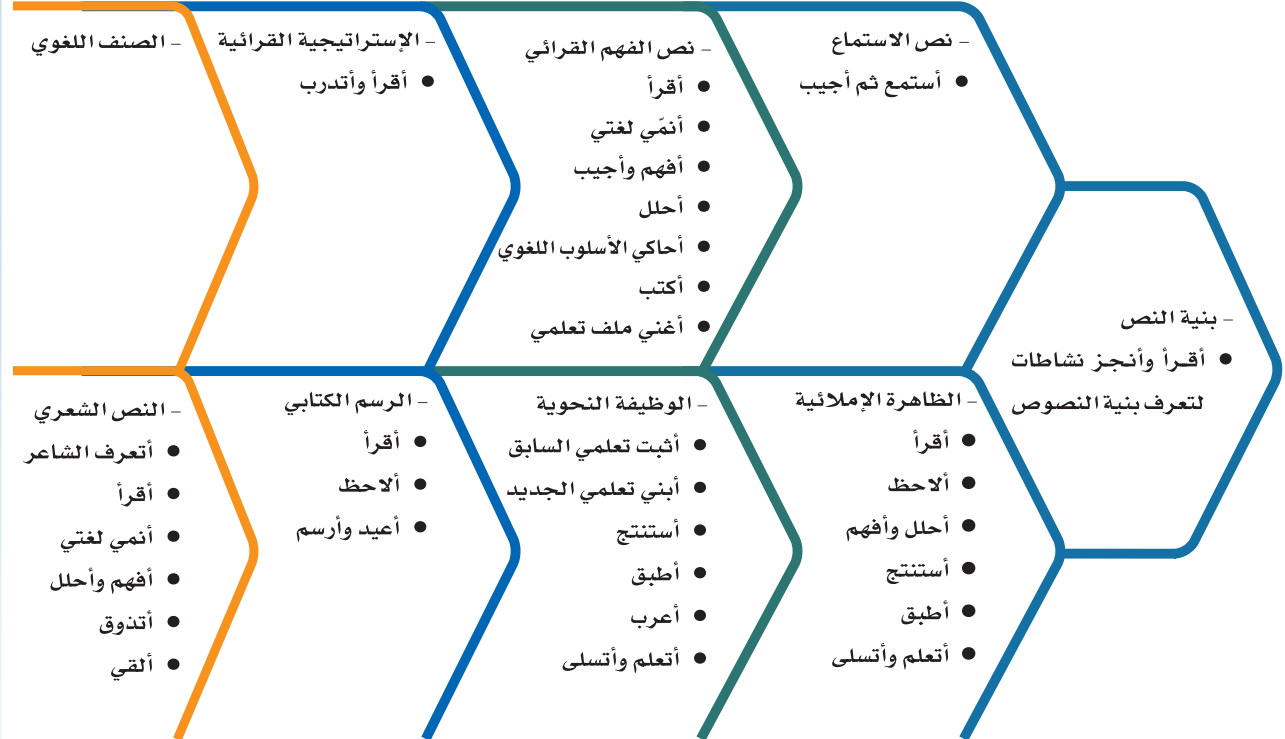 – بنية النص
● أقـرأ وأنـجـز نشاطات
لتعرف بنية النصوص
– نص الاستماع
● أستمع ثم أجيب
– نص الفهم القرائي
● أقرأ
● أنمّي لغتي
● أفهم وأجيب
● أحلل
● أحاكي الأسلوب اللغوي
● أكتب
● أغني ملف تعلمي
– الإستراتيجية القرائية
● أقرأ وأتدرب
– الصنف اللغوي
– الظاهرة الإملائية
● أقرأ
● ألاحظ
● أحلل وأفهم
● أستنتج
● أطبق
● أتعلم وأتسلى
– الوظيفة النحوية
● أثبت تعلمي السابق
● أبني تعلمي الجديد
● أستنتج
● أطبق
● أعرب
● أتعلم وأتسلى
– الرسم الكتابي
● أقرأ
● ألاحظ
● أعيد وأرسم
– النص الشعري
● أتعرف الشاعر
● أقرأ
● أنمي لغتي
● أفهم وأحلل
● أتذوق
● ألقي